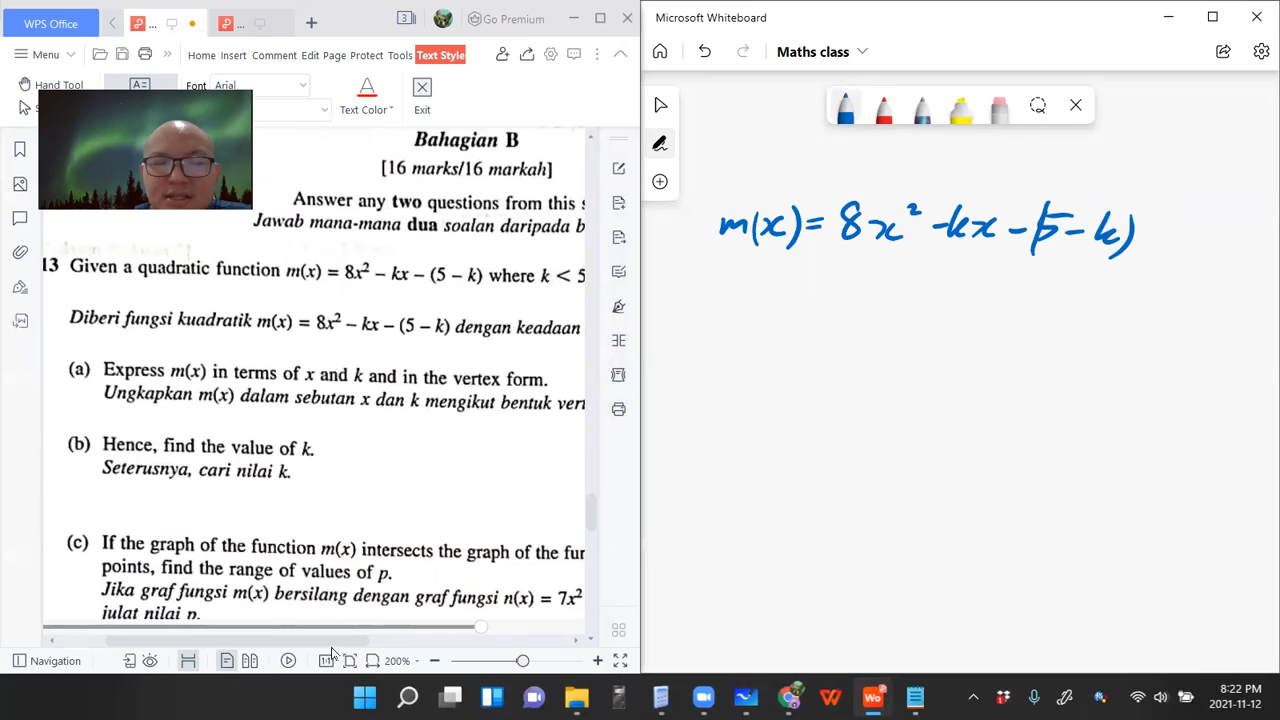 WPS Office
...
...
3
Go Premium
Menu
Home Insert Comment Edit Page Protect Tools Text Style
Hand Tool
Font Arial
Text Color
Exit
Bahagian B
[16 marks/16 markah]
Answer any two questions from this s
Jawab mana-mana dua soalan daripada b
13 Given a quadratic function m(x) = 8x² – kx – (5 – k) where k < 5
Diberi fungsi kuadratik m(x) = 8x² – kx – (5 – k) dengan keadaan
(a) Express m(x) in terms of x and k and in the vertex form.
Ungkapkan m(x) dalam sebutan x dan k mengikut bentuk vert
(b) Hence, find the value of k.
Seterusnya, cari nilai k.
(c) If the graph of the function m(x) intersects the graph of the fun
points, find the range of values of p.
Jika graf fungsi m(x) bersilang dengan graf fungsi n(x) = 7x²
julat nilai p.
Navigation
200%
Microsoft Whiteboard
Maths class
m(x) = 8x² - kx - (5 - k)
8:22 PM
2021-11-12